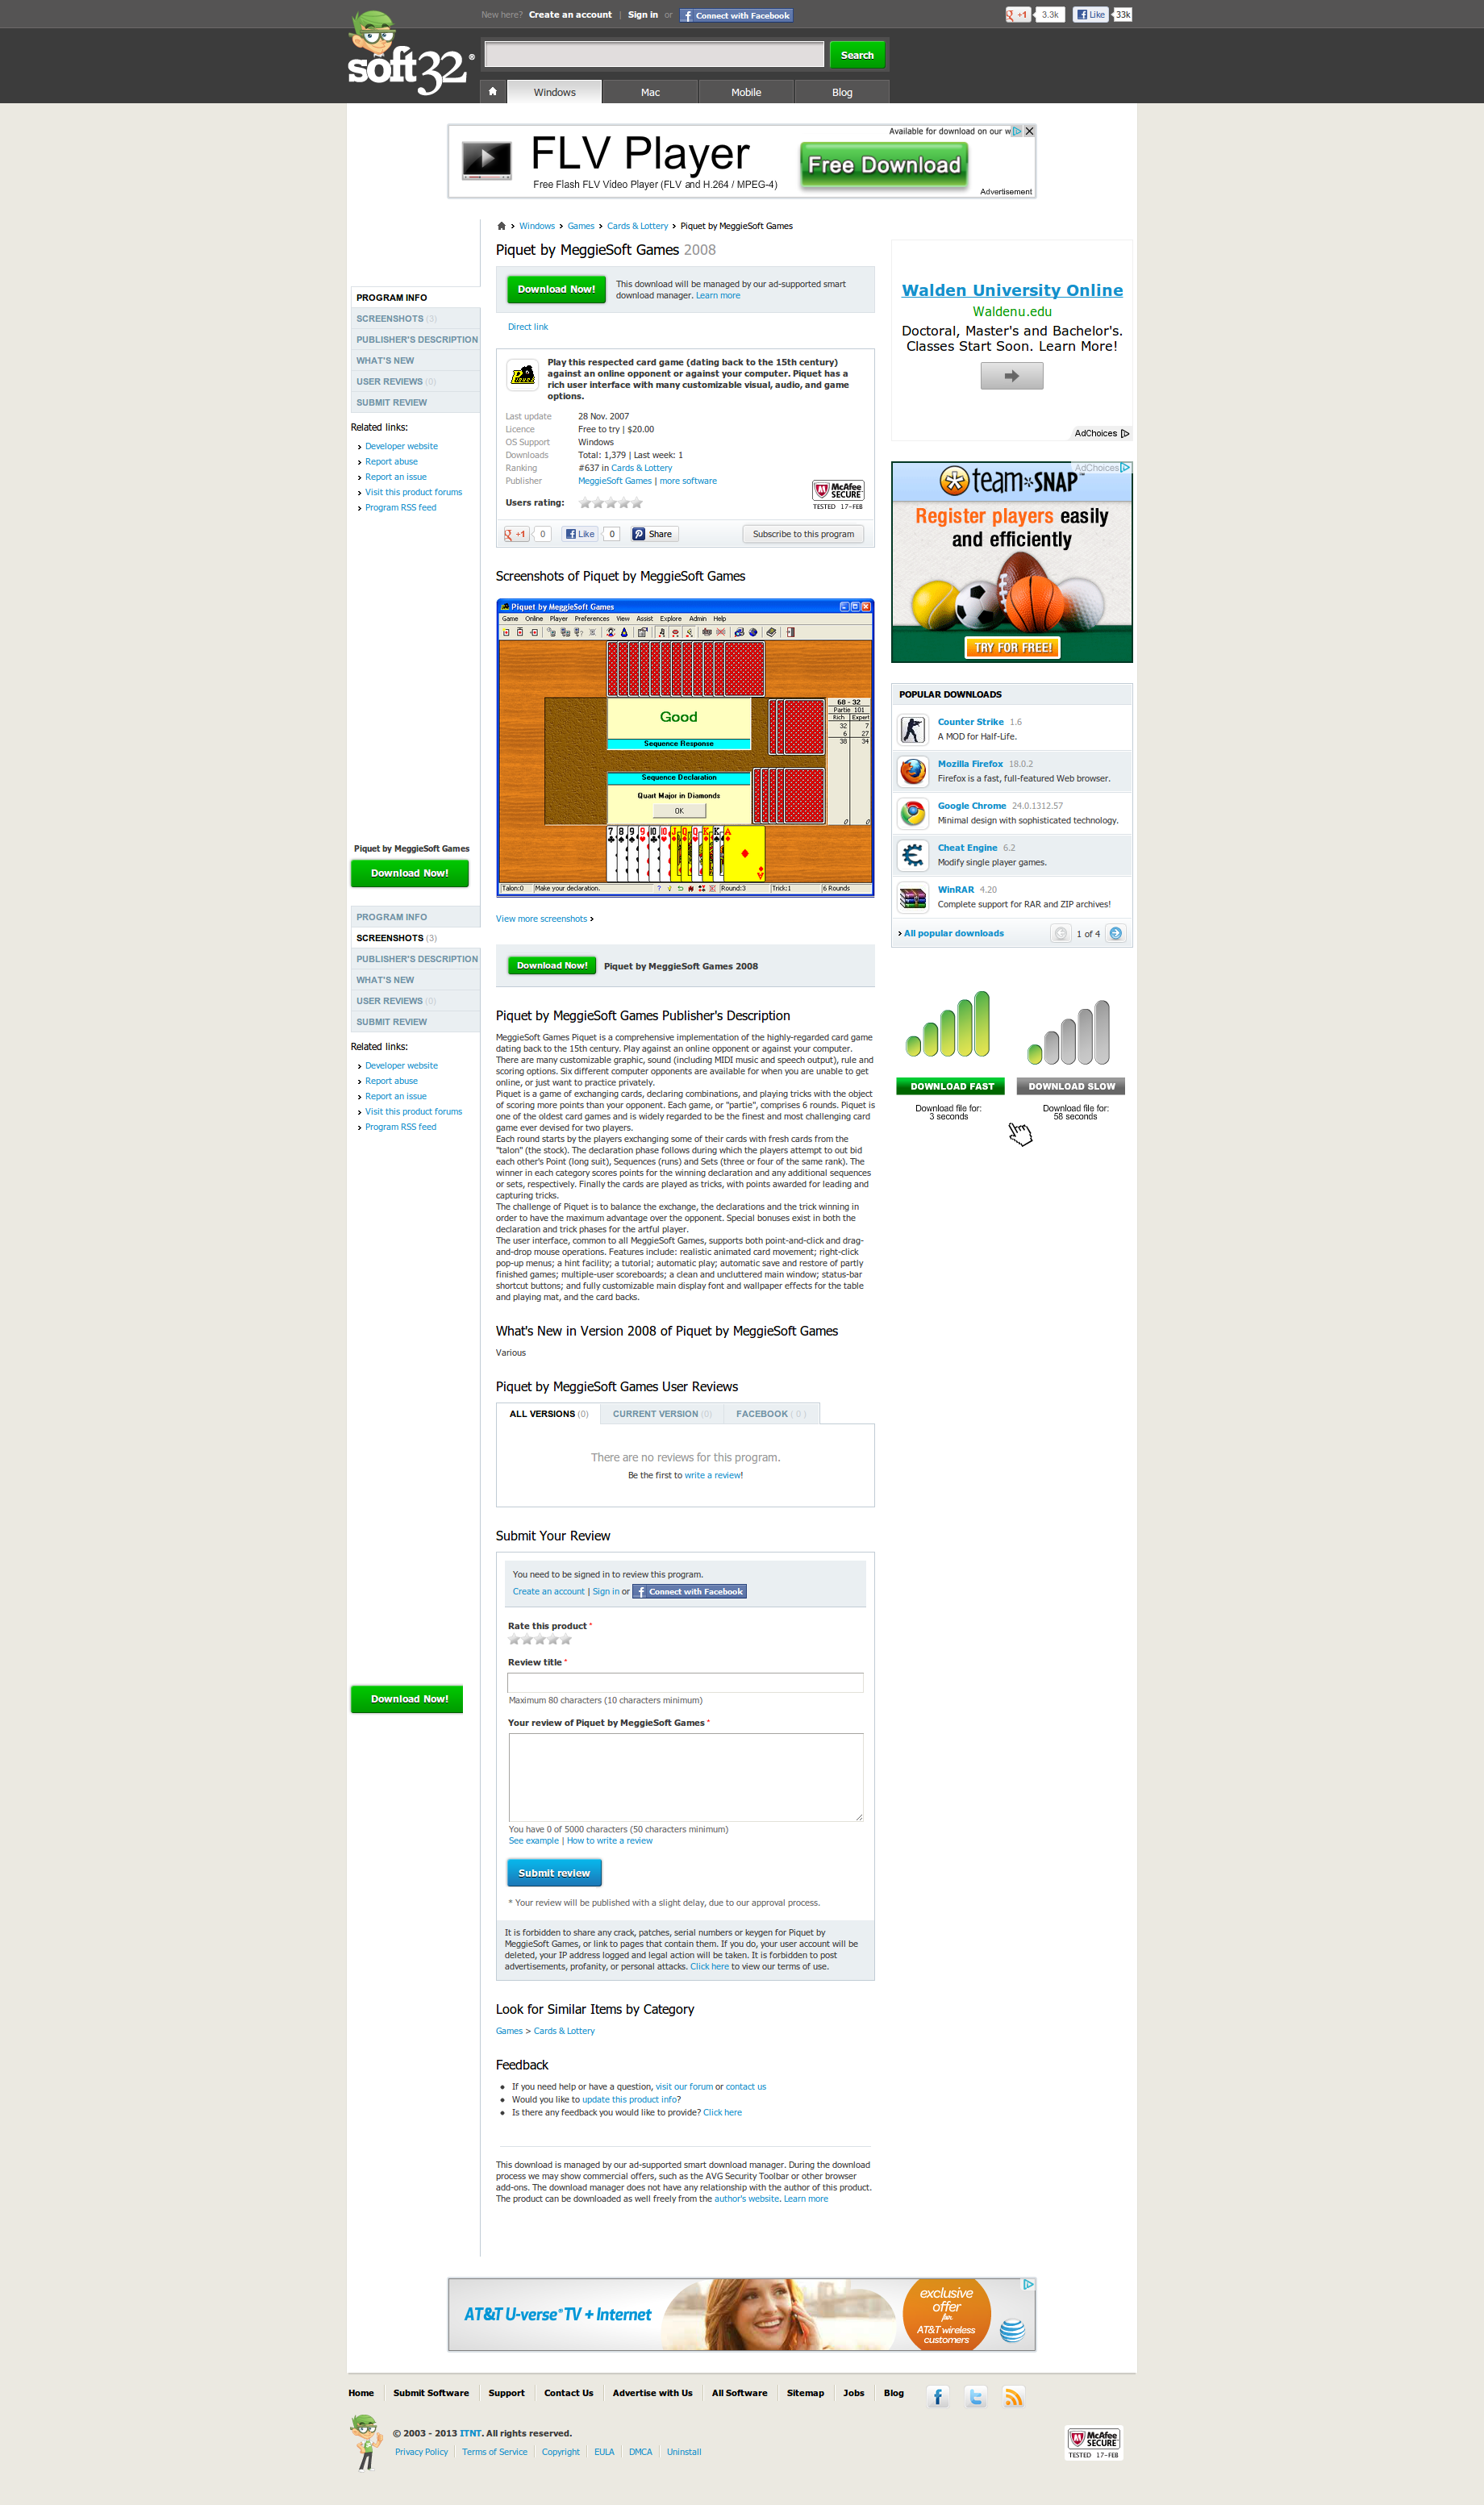 New here? Create an account | Sign in or Connect with Facebook
+1 3.3k Like 33k
soft32®
Search
Windows Mac Mobile Blog
Available for download on our w
FLV Player
Free Flash FLV Video Player (FLV and H.264 / MPEG-4)
Free Download
Advertisement
Windows Games Cards & Lottery Piquet by MeggieSoft Games
Piquet by MeggieSoft Games 2008
Download Now!
This download will be managed by our ad-supported smart
download manager. Learn more
Direct link
PROGRAM INFO
SCREENSHOTS (3)
PUBLISHER'S DESCRIPTION
WHAT'S NEW
USER REVIEWS (0)
SUBMIT REVIEW
Related links:
Developer website
Report abuse
Report an issue
Visit this product forums
Program RSS feed
Piquet
Play this respected card game (dating back to the 15th century)
against an online opponent or against your computer. Piquet has a
rich user interface with many customizable visual, audio, and game
options.
Last update 28 Nov. 2007
Licence Free to try | $20.00
OS Support Windows
Downloads Total: 1,379 | Last week: 1
Ranking #637 in Cards & Lottery
Publisher MeggieSoft Games | more software
Users rating:
McAfee
SECURE
TESTED 17-FEB
+1 0 Like 0 Share Subscribe to this program
Walden University Online
Waldenu.edu
Doctoral, Master's and Bachelor's.
Classes Start Soon. Learn More!
AdChoices
AdChoices
team SNAP™
Register players easily
and efficiently
TRY FOR FREE!
Screenshots of Piquet by MeggieSoft Games
Piquet by MeggieSoft Games
Game Online Player Preferences View Assist Explore Admin Help
Good
Sequence Response
Sequence Declaration
Quart Major in Diamonds
OK
68 - 32
Partie 101
Rich Expert
32 7
6 27
38 34
0 0
7 8 9 9 10 10 J Q Q K K A
A
Talon:0 Make your declaration. Round:3 Trick:1 6 Rounds
View more screenshots
Download Now! Piquet by MeggieSoft Games 2008
POPULAR DOWNLOADS
Counter Strike 1.6
A MOD for Half-Life.
Mozilla Firefox 18.0.2
Firefox is a fast, full-featured Web browser.
Google Chrome 24.0.1312.57
Minimal design with sophisticated technology.
Cheat Engine 6.2
Modify single player games.
WinRAR 4.20
Complete support for RAR and ZIP archives!
All popular downloads 1 of 4
DOWNLOAD FAST DOWNLOAD SLOW
Download file for:
3 seconds
Download file for:
58 seconds
Piquet by MeggieSoft Games
Download Now!
PROGRAM INFO
SCREENSHOTS (3)
PUBLISHER'S DESCRIPTION
WHAT'S NEW
USER REVIEWS (0)
SUBMIT REVIEW
Related links:
Developer website
Report abuse
Report an issue
Visit this product forums
Program RSS feed
Piquet by MeggieSoft Games Publisher's Description
MeggieSoft Games Piquet is a comprehensive implementation of the highly-regarded card game
dating back to the 15th century. Play against an online opponent or against your computer.
There are many customizable graphic, sound (including MIDI music and speech output), rule and
scoring options. Six different computer opponents are available for when you are unable to get
online, or just want to practice privately.
Piquet is a game of exchanging cards, declaring combinations, and playing tricks with the object
of scoring more points than your opponent. Each game, or "partie", comprises 6 rounds. Piquet is
one of the oldest card games and is widely regarded to be the finest and most challenging card
game ever devised for two players.
Each round starts by the players exchanging some of their cards with fresh cards from the
"talon" (the stock). The declaration phase follows during which the players attempt to out bid
each other's Point (long suit), Sequences (runs) and Sets (three or four of the same rank). The
winner in each category scores points for the winning declaration and any additional sequences
or sets, respectively. Finally the cards are played as tricks, with points awarded for leading and
capturing tricks.
The challenge of Piquet is to balance the exchange, the declarations and the trick winning in
order to have the maximum advantage over the opponent. Special bonuses exist in both the
declaration and trick phases for the artful player.
The user interface, common to all MeggieSoft Games, supports both point-and-click and drag-
and-drop mouse operations. Features include: realistic animated card movement; right-click
pop-up menus; a hint facility; a tutorial; automatic play; automatic save and restore of partly
finished games; multiple-user scoreboards; a clean and uncluttered main window; status-bar
shortcut buttons; and fully customizable main display font and wallpaper effects for the table
and playing mat, and the card backs.
What's New in Version 2008 of Piquet by MeggieSoft Games
Various
Piquet by MeggieSoft Games User Reviews
ALL VERSIONS (0) CURRENT VERSION (0) FACEBOOK ( 0 )
There are no reviews for this program.
Be the first to write a review!
Submit Your Review
You need to be signed in to review this program.
Create an account | Sign in or Connect with Facebook
Rate this product *
Review title *
Maximum 80 characters (10 characters minimum)
Download Now!
Your review of Piquet by MeggieSoft Games *
You have 0 of 5000 characters (50 characters minimum)
See example | How to write a review
Submit review
* Your review will be published with a slight delay, due to our approval process.
It is forbidden to share any crack, patches, serial numbers or keygen for Piquet by
MeggieSoft Games, or link to pages that contain them. If you do, your user account will be
deleted, your IP address logged and legal action will be taken. It is forbidden to post
advertisements, profanity, or personal attacks. Click here to view our terms of use.
Look for Similar Items by Category
Games > Cards & Lottery
Feedback
If you need help or have a question, visit our forum or contact us
Would you like to update this product info?
Is there any feedback you would like to provide? Click here
This download is managed by our ad-supported smart download manager. During the download
process we may show commercial offers, such as the AVG Security Toolbar or other browser
add-ons. The download manager does not have any relationship with the author of this product.
The product can be downloaded as well freely from the author's website. Learn more
AT&T U-verse® TV + Internet
exclusive
offer
for
AT&T wireless
customers
Home Submit Software Support Contact Us Advertise with Us All Software Sitemap Jobs Blog
© 2003 - 2013 ITNT. All rights reserved.
Privacy Policy Terms of Service Copyright EULA DMCA Uninstall
McAfee
SECURE
TESTED 17-FEB